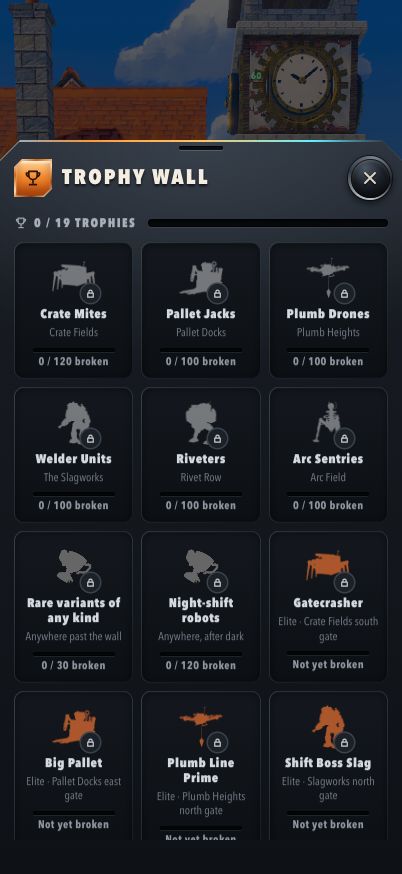 60
TROPHY WALL
0 / 19 TROPHIES
Crate Mites
Crate Fields
0 / 120 broken
Pallet Jacks
Pallet Docks
0 / 100 broken
Plumb Drones
Plumb Heights
0 / 100 broken
Welder Units
The Slagworks
0 / 100 broken
Riveters
Rivet Row
0 / 100 broken
Arc Sentries
Arc Field
0 / 100 broken
Rare variants of
any kind
Anywhere past the wall
0 / 30 broken
Night-shift
robots
Anywhere, after dark
0 / 120 broken
Gatecrasher
Elite · Crate Fields south
gate
Not yet broken
Big Pallet
Elite · Pallet Docks east
gate
Not yet broken
Plumb Line
Prime
Elite · Plumb Heights
north gate
Not yet broken
Shift Boss Slag
Elite · Slagworks north
gate
Not yet broken